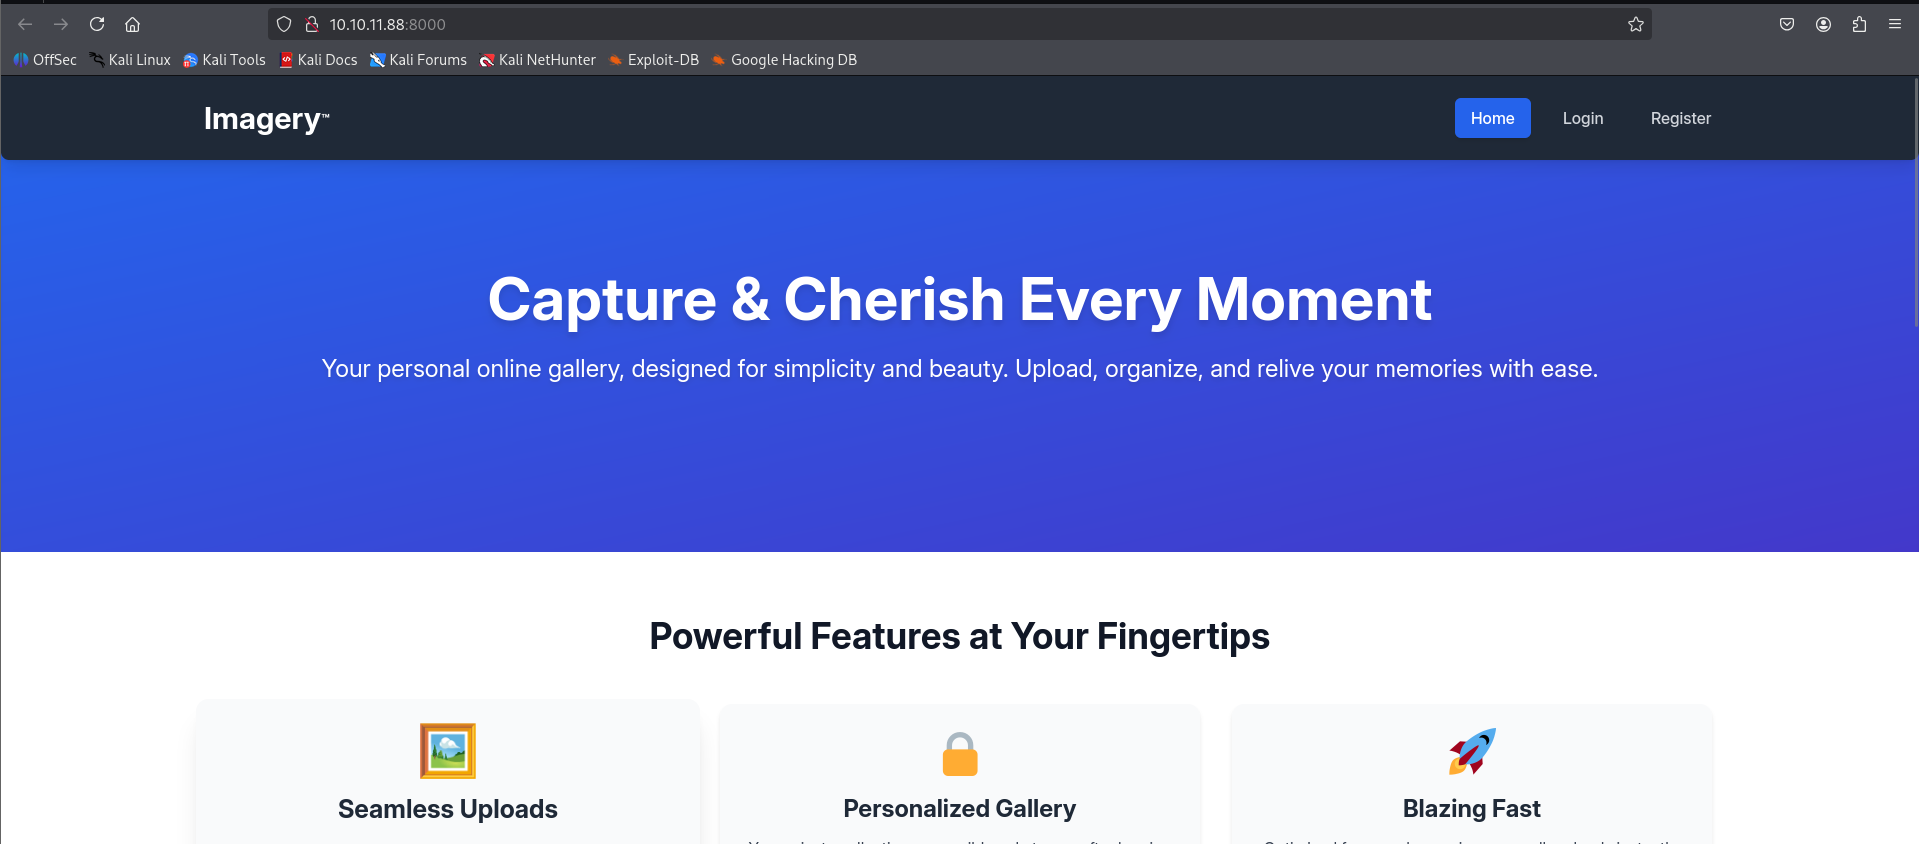 10.10.11.88:8000
OffSec Kali Linux Kali Tools Kali Docs Kali Forums Kali NetHunter Exploit-DB Google Hacking DB
Imagery™ Home Login Register
Capture & Cherish Every Moment
Your personal online gallery, designed for simplicity and beauty. Upload, organize, and relive your memories with ease.
Powerful Features at Your Fingertips
Seamless Uploads Personalized Gallery Blazing Fast